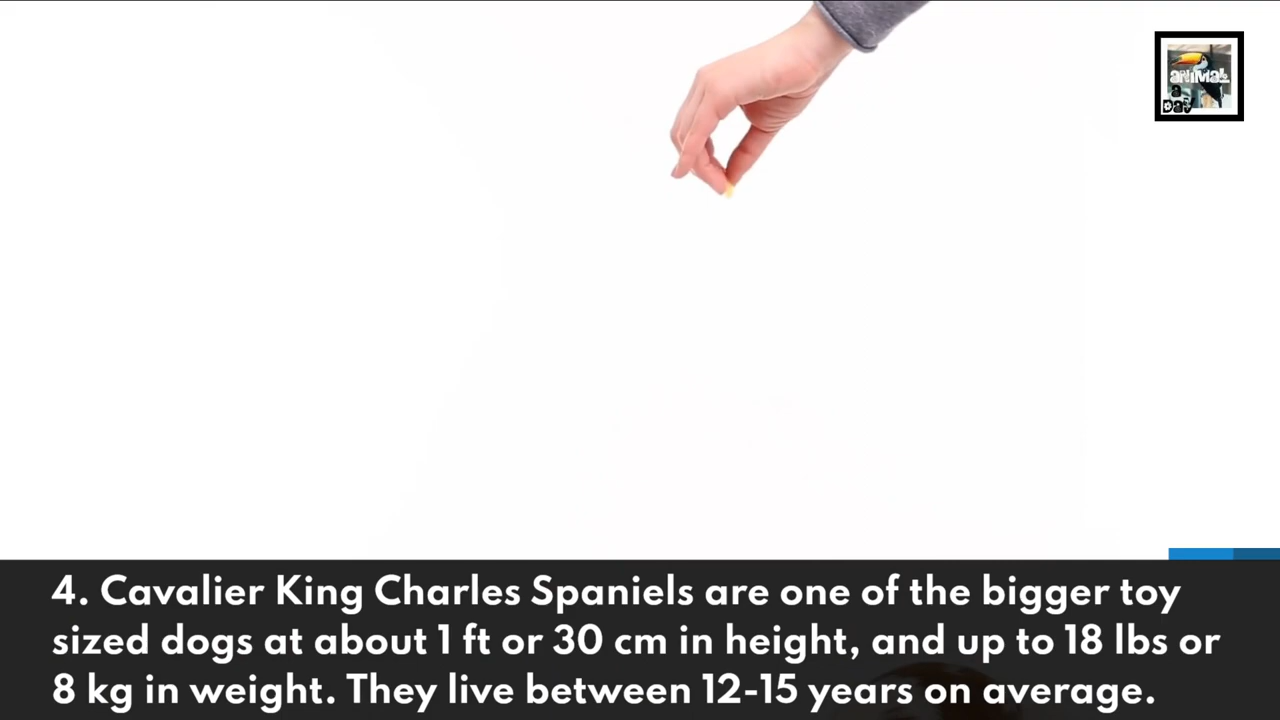 ANIMAL
a
DAY
4. Cavalier King Charles Spaniels are one of the bigger toy
sized dogs at about 1 ft or 30 cm in height, and up to 18 lbs or
8 kg in weight. They live between 12-15 years on average.